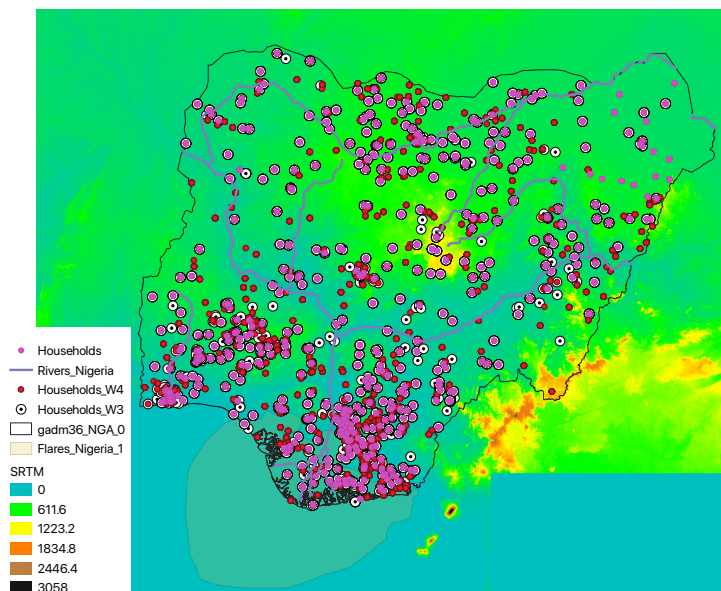 Households
Rivers_Nigeria
Households_W4
Households_W3
gadm36_NGA_0
Flares_Nigeria_1
SRTM
0
611.6
1223.2
1834.8
2446.4
3058